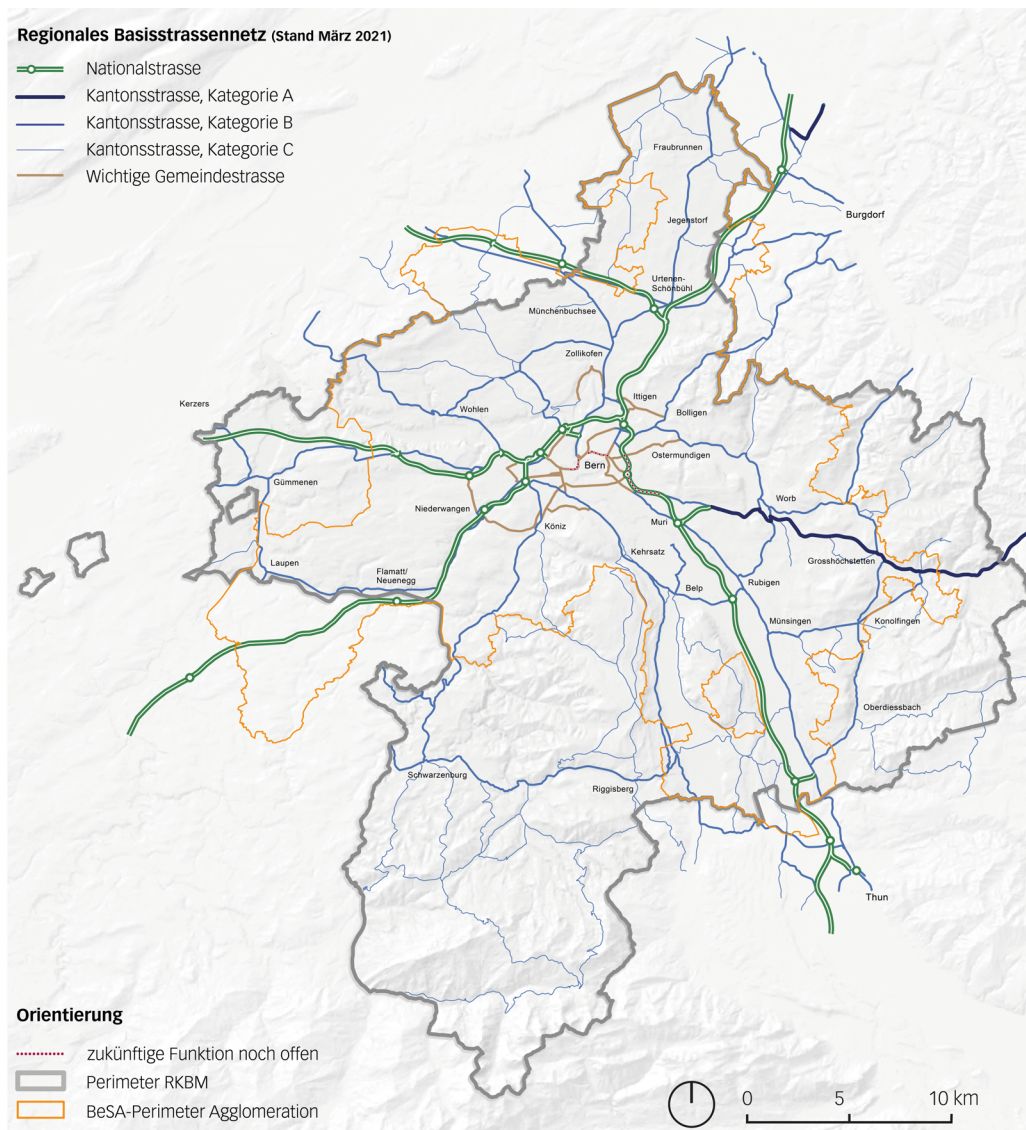 Regionales Basisstrassennetz (Stand März 2021)
Nationalstrasse
Kantonsstrasse, Kategorie A
Kantonsstrasse, Kategorie B
Kantonsstrasse, Kategorie C
Wichtige Gemeindestrasse
Fraubrunnen
Burgdorf
Jegenstorf
Urtenen-
Schönbühl
Münchenbuchsee
Zollikofen
Kerzers
Wohlen
Ittigen
Bolligen
Ostermundigen
Bern
Gümmenen
Niederwangen
Köniz
Muri
Worb
Laupen
Flamatt/
Neuenegg
Kehrsatz
Grosshöchstetten
Belp
Rubigen
Münsingen
Konolfingen
Oberdiessbach
Schwarzenburg
Riggisberg
Thun
Orientierung
zukünftige Funktion noch offen
Perimeter RKBM
BeSA-Perimeter Agglomeration
0 5 10 km